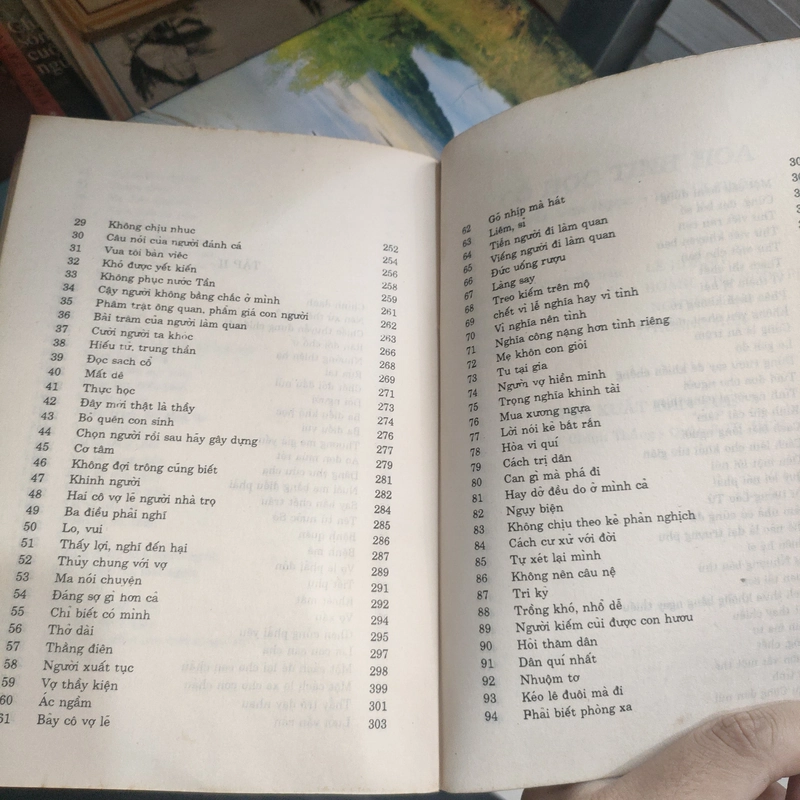 29 Không chịu nhục
30 Câu nói của người đánh cá 252
31 Vua tôi bàn việc 254
32 Khó được yết kiến 256
33 Không phục nước Tần 258
34 Cậy người không bằng chắc ở mình 259
35 Phẩm trật ông quan, phẩm giá con người 261
36 Bài trâm của người làm quan 262
37 Cười người ta khóc 263
38 Hiếu tử, trung thần 266
39 Đọc sách cổ 268
40 Mất dê 269
41 Thực học 271
42 Đây mới thật là thầy 273
43 Bỏ quên con sinh 274
44 Chọn người rồi sau hãy gây dựng 276
45 Cơ tâm 277
46 Không đợi trông cũng biết 279
47 Khinh người 281
48 Hai cô vợ lẽ người nhà trọ 282
49 Ba điều phải nghĩ 284
50 Lo, vui 285
51 Thấy lợi, nghĩ đến hại 286
52 Thủy chung với vợ 287
53 Ma nói chuyện 289
54 Đáng sợ gì hơn cả 291
55 Chỉ biết có mình 292
56 Thở dài 294
57 Thằng điên 295
58 Người xuất tục 297
59 Vợ thầy kiện 298
60 Ác ngầm 399
61 Bảy cô vợ lẽ 301
303
62 Gõ nhịp mà hát
63 Liêm, sỉ
64 Tiễn người đi làm quan
65 Viếng người đi làm quan
66 Đức uống rượu
67 Làng say
68 Treo kiếm trên mộ
69 chết vì lễ nghĩa hay vì tình
70 Vì nghĩa nên tình
71 Nghĩa công nặng hơn tình riêng
72 Mẹ khôn con giỏi
73 Tu tại gia
74 Người vợ hiền minh
75 Trọng nghĩa khinh tài
76 Mua xương ngựa
77 Lời nói kẻ bắt rắn
78 Hòa vi quí
79 Cách trị dân
80 Can gì mà phá đi
81 Hay dở đều do ở mình cả
82 Ngụy biện
83 Không chịu theo kẻ phản nghịch
84 Cách cư xử với đời
85 Tự xét lại mình
86 Không nên câu nệ
87 Tri kỷ
88 Trồng khó, nhổ dễ
89 Người kiếm củi được con hươu
90 Hỏi thăm dân
91 Dân quí nhất
92 Nhuộm tơ
93 Kéo lê đuôi mà đi
94 Phải biết phòng xa